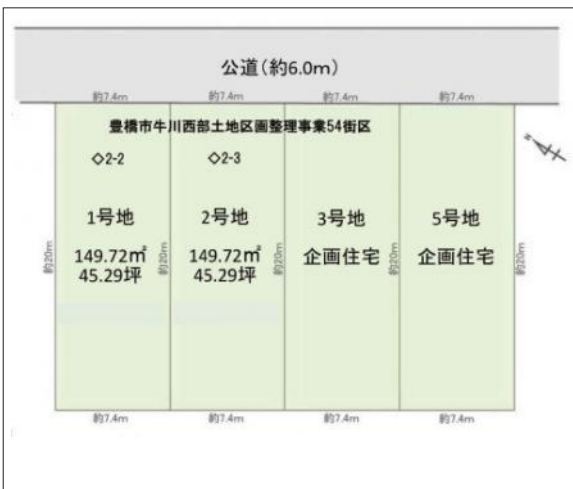 公道(約6.0m)
約7.4m 約7.4m 約7.4m 約7.4m
豊橋市牛川西部土地区画整理事業54街区
N
◇2-2 ◇2-3
1号地 2号地 3号地 5号地
149.72㎡ 149.72㎡ 企画住宅 企画住宅
45.29坪 45.29坪
約20m 約20m 約20m 約20m 約20m
約7.4m 約7.4m 約7.4m 約7.4m